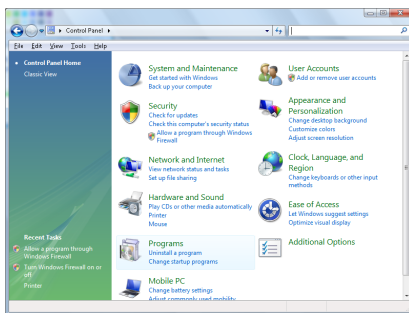 Control Panel
File Edit View Tools Help
Control Panel Home
Classic View
System and Maintenance
Get started with Windows
Back up your computer
Security
Check for updates
Check this computer's security status
Allow a program through Windows
Firewall
Network and Internet
View network status and tasks
Set up file sharing
Hardware and Sound
Play CDs or other media automatically
Printer
Mouse
Programs
Uninstall a program
Change startup programs
Mobile PC
Change battery settings
Adjust commonly used mobility
User Accounts
Add or remove user accounts
Appearance and
Personalization
Change desktop background
Customize colors
Adjust screen resolution
Clock, Language, and
Region
Change keyboards or other input
methods
Ease of Access
Let Windows suggest settings
Optimize visual display
Additional Options
Recent Tasks
Allow a program through
Windows Firewall
Turn Windows Firewall on or
off
Printer